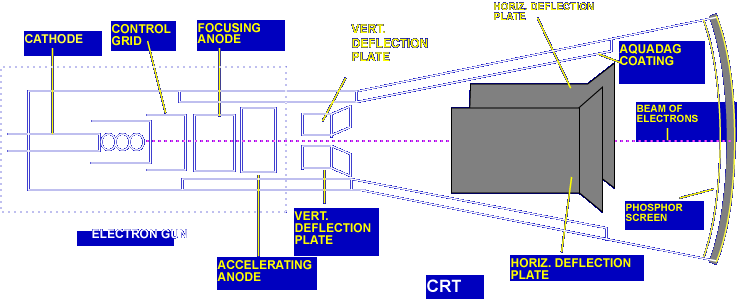 HORIZ. DEFLECTION
PLATE
CATHODE
CONTROL
GRID
FOCUSING
ANODE
VERT.
DEFLECTION
PLATE
AQUADAG
COATING
BEAM OF
ELECTRONS
PHOSPHOR
SCREEN
VERT.
DEFLECTION
PLATE
ELECTRON GUN
ACCELERATING
ANODE
HORIZ. DEFLECTION
PLATE
CRT